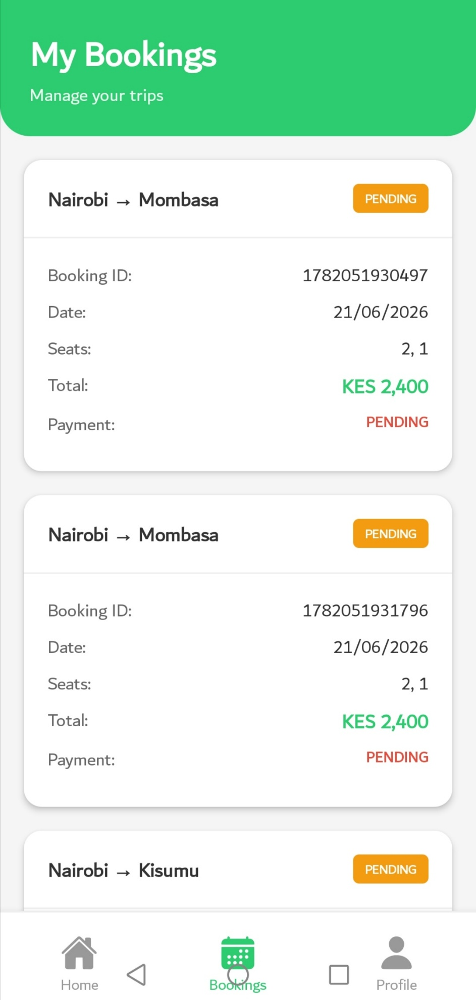 My Bookings
Manage your trips
Nairobi → Mombasa PENDING
Booking ID: 1782051930497
Date: 21/06/2026
Seats: 2, 1
Total: KES 2,400
Payment: PENDING
Nairobi → Mombasa PENDING
Booking ID: 1782051931796
Date: 21/06/2026
Seats: 2, 1
Total: KES 2,400
Payment: PENDING
Nairobi → Kisumu PENDING
Home Bookings Profile